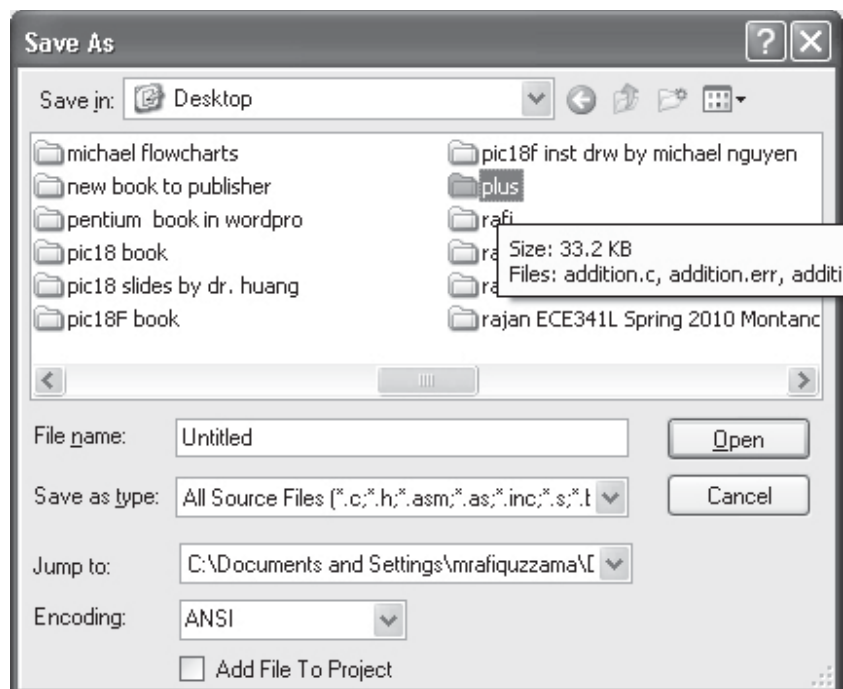 Save As
Save in: Desktop
michael flowcharts
new book to publisher
pentium book in wordpro
pic18 book
pic18 slides by dr. huang
pic18F book
pic18f inst drw by michael nguyen
plus
rafi
Size: 33.2 KB
Files: addition.c, addition.err, additi
rajan ECE341L Spring 2010 Montanc
File name: Untitled Open
Save as type: All Source Files (*.c;*.h;*.asm;*.as;*.inc;*.s;*.t Cancel
Jump to: C:\Documents and Settings\mrafiquzzama\D
Encoding: ANSI
Add File To Project